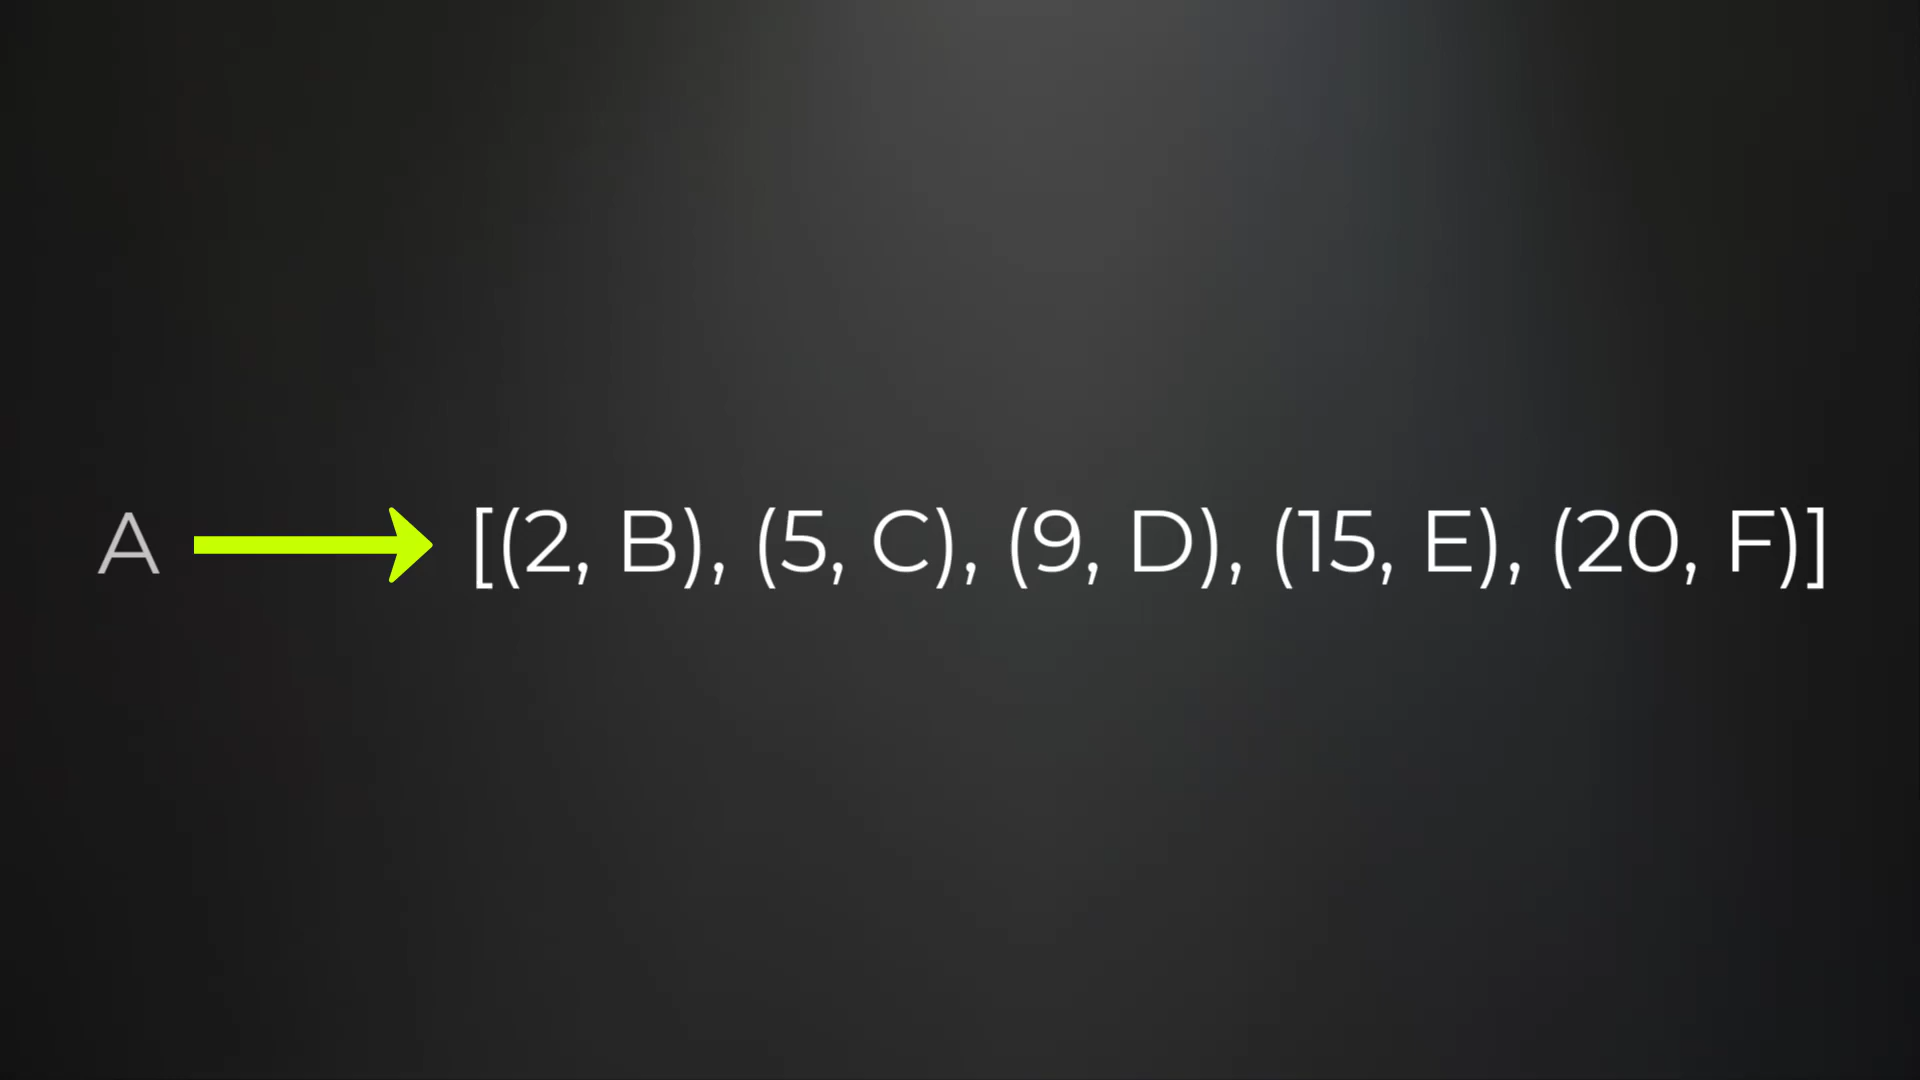 A [(2, B), (5, C), (9, D), (15, E), (20, F)]